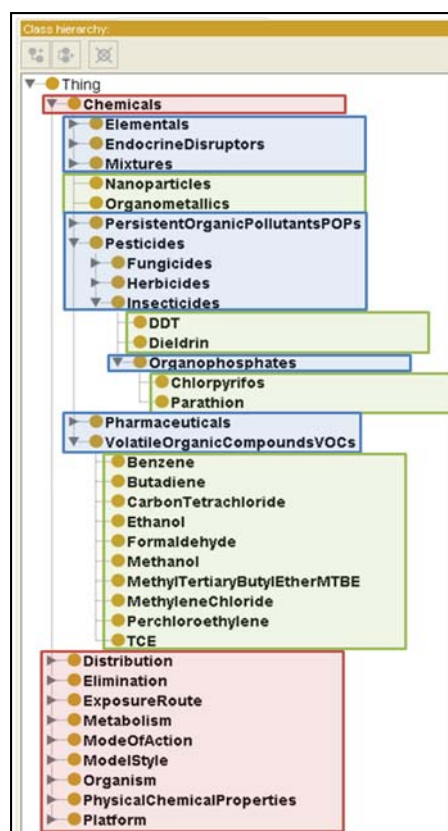 Class hierarchy:
Thing
Chemicals
Elementals
EndocrineDisruptors
Mixtures
Nanoparticles
Organometallics
PersistentOrganicPollutantsPOPs
Pesticides
Fungicides
Herbicides
Insecticides
DDT
Dieldrin
Organophosphates
Chlorpyrifos
Parathion
Pharmaceuticals
VolatileOrganicCompoundsVOCs
Benzene
Butadiene
CarbonTetrachloride
Ethanol
Formaldehyde
Methanol
MethylTertiaryButylEtherMTBE
MethyleneChloride
Perchloroethylene
TCE
Distribution
Elimination
ExposureRoute
Metabolism
ModeOfAction
ModelStyle
Organism
PhysicalChemicalProperties
Platform